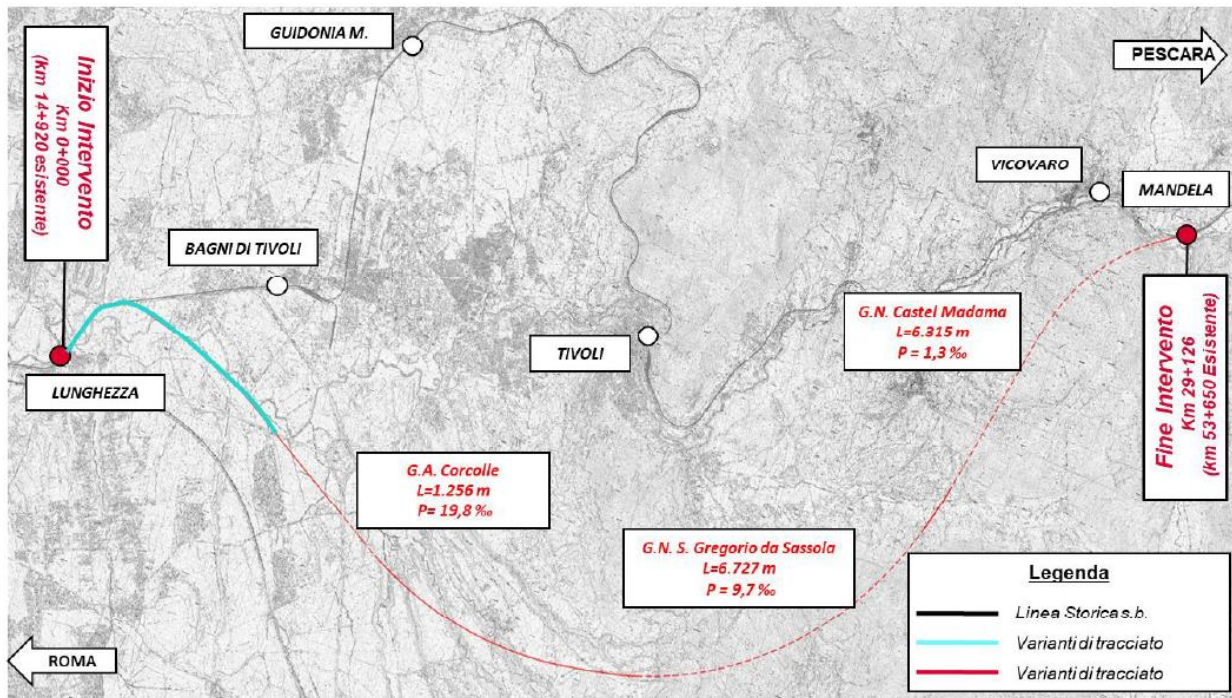 GUIDONIA M.
PESCARA
Inizio Intervento
Km 0+000
(km 14+920 esistente)
VICOVARO
MANDELA
BAGNI DI TIVOLI
G.N. Castel Madama
L=6.315 m
P = 1,3 ‰
TIVOLI
LUNGHEZZA
Fine Intervento
Km 29+126
(km 53+650 Esistente)
G.A. Corcolle
L=1.256 m
P= 19,8 ‰
G.N. S. Gregorio da Sassola
L=6.727 m
P = 9,7 ‰
Legenda
Linea Storica s.b.
Varianti di tracciato
Varianti di tracciato
ROMA